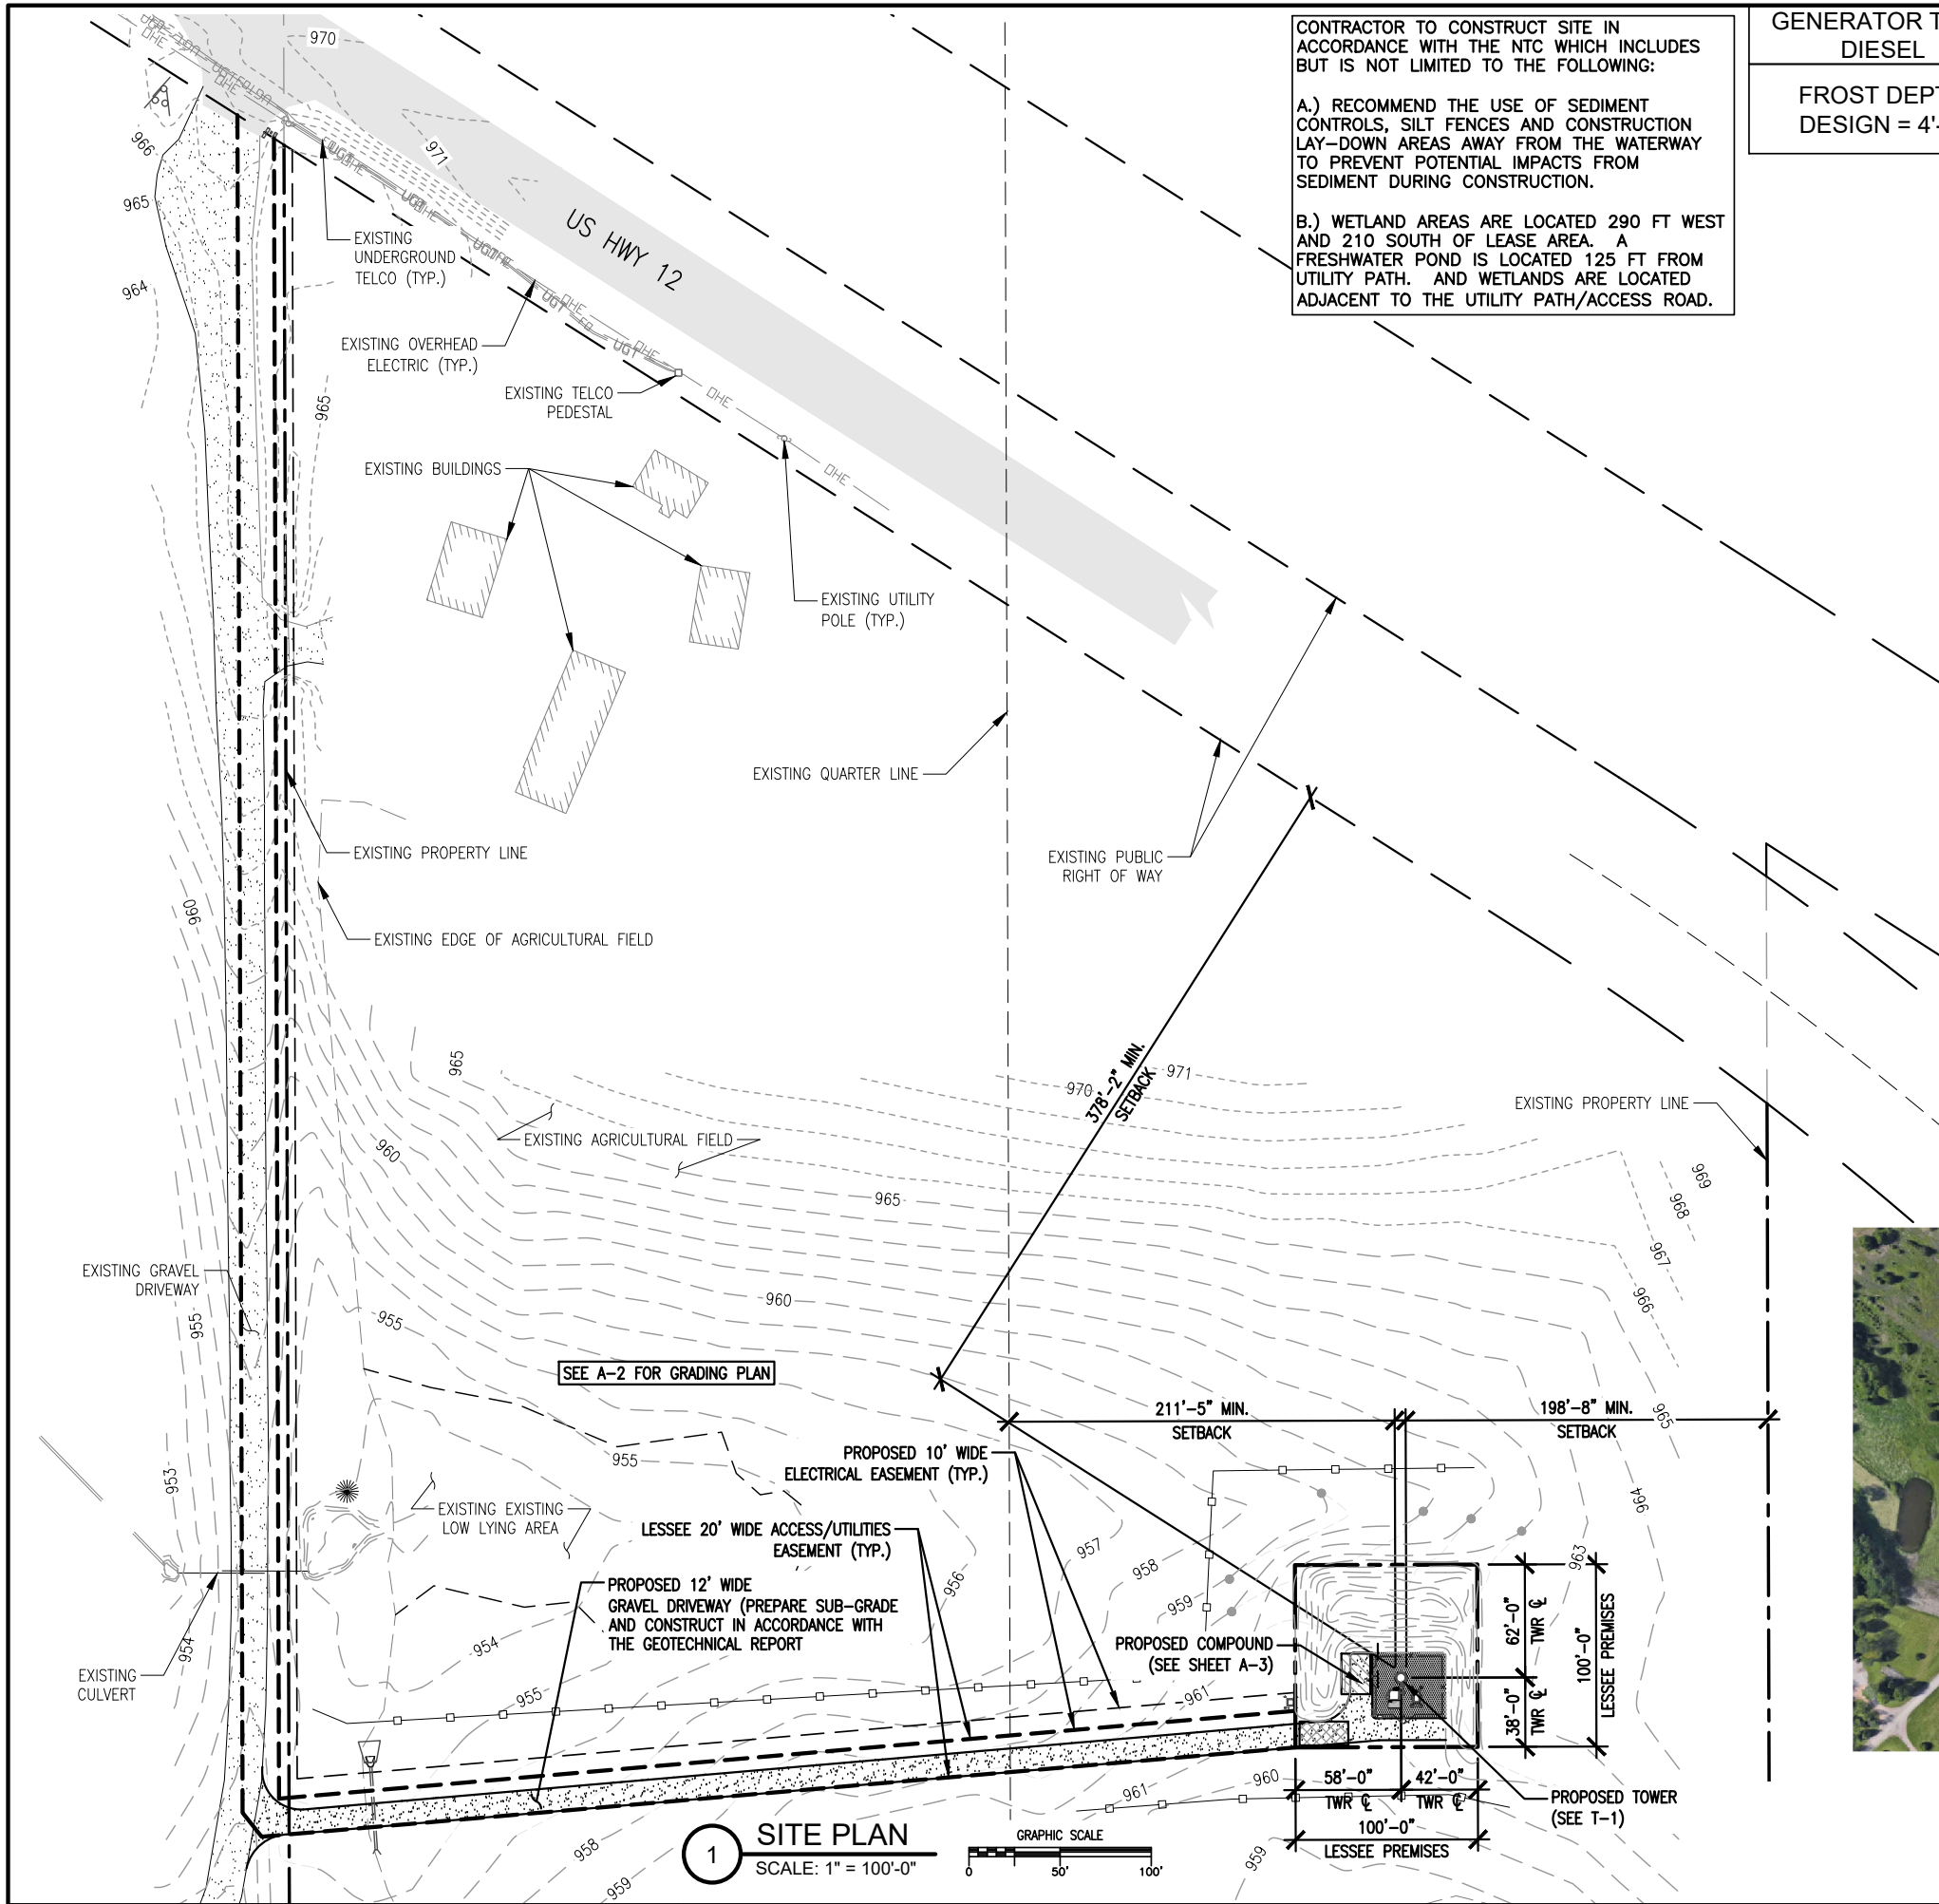 CONTRACTOR TO CONSTRUCT SITE IN
ACCORDANCE WITH THE NTC WHICH INCLUDES
BUT IS NOT LIMITED TO THE FOLLOWING:
A.) RECOMMEND THE USE OF SEDIMENT
CONTROLS, SILT FENCES AND CONSTRUCTION
LAY-DOWN AREAS AWAY FROM THE WATERWAY
TO PREVENT POTENTIAL IMPACTS FROM
SEDIMENT DURING CONSTRUCTION.
B.) WETLAND AREAS ARE LOCATED 290 FT WEST
AND 210 SOUTH OF LEASE AREA. A
FRESHWATER POND IS LOCATED 125 FT FROM
UTILITY PATH. AND WETLANDS ARE LOCATED
ADJACENT TO THE UTILITY PATH/ACCESS ROAD.
GENERATOR
DIESEL
FROST
DESIGN = 4'-
970
971
966
965
964
US HWY 12
OHE
UGT
OHE
UGT
OHE
OHE
OHE
EXISTING
UNDERGROUND
TELCO (TYP.)
EXISTING OVERHEAD
ELECTRIC (TYP.)
EXISTING TELCO
PEDESTAL
965
EXISTING BUILDINGS
EXISTING UTILITY
POLE (TYP.)
EXISTING QUARTER LINE
EXISTING PROPERTY LINE
EXISTING PUBLIC
RIGHT OF WAY
960
EXISTING EDGE OF AGRICULTURAL FIELD
378'-2" MIN.
SETBACK
965
970
971
EXISTING PROPERTY LINE
EXISTING AGRICULTURAL FIELD
960
965
969
968
967
966
965
964
963
EXISTING GRAVEL
DRIVEWAY
955
955
960
SEE A-2 FOR GRADING PLAN
211'-5" MIN.
SETBACK
198'-8" MIN.
SETBACK
953
955
PROPOSED 10' WIDE
ELECTRICAL EASEMENT (TYP.)
EXISTING EXISTING
LOW LYING AREA
LESSEE 20' WIDE ACCESS/UTILITIES
EASEMENT (TYP.)
957
958
956
959
PROPOSED 12' WIDE
GRAVEL DRIVEWAY (PREPARE SUB-GRADE
AND CONSTRUCT IN ACCORDANCE WITH
THE GEOTECHNICAL REPORT
62'-0"
TWR ℄
38'-0"
TWR ℄
100'-0"
LESSEE PREMISES
PROPOSED COMPOUND
(SEE SHEET A-3)
954
954
EXISTING
CULVERT
955
961
961
960
58'-0"
TWR ℄
42'-0"
TWR ℄
100'-0"
LESSEE PREMISES
PROPOSED TOWER
(SEE T-1)
958
959
959
1
SITE PLAN
SCALE: 1" = 100'-0"
GRAPHIC SCALE
0 50' 100'